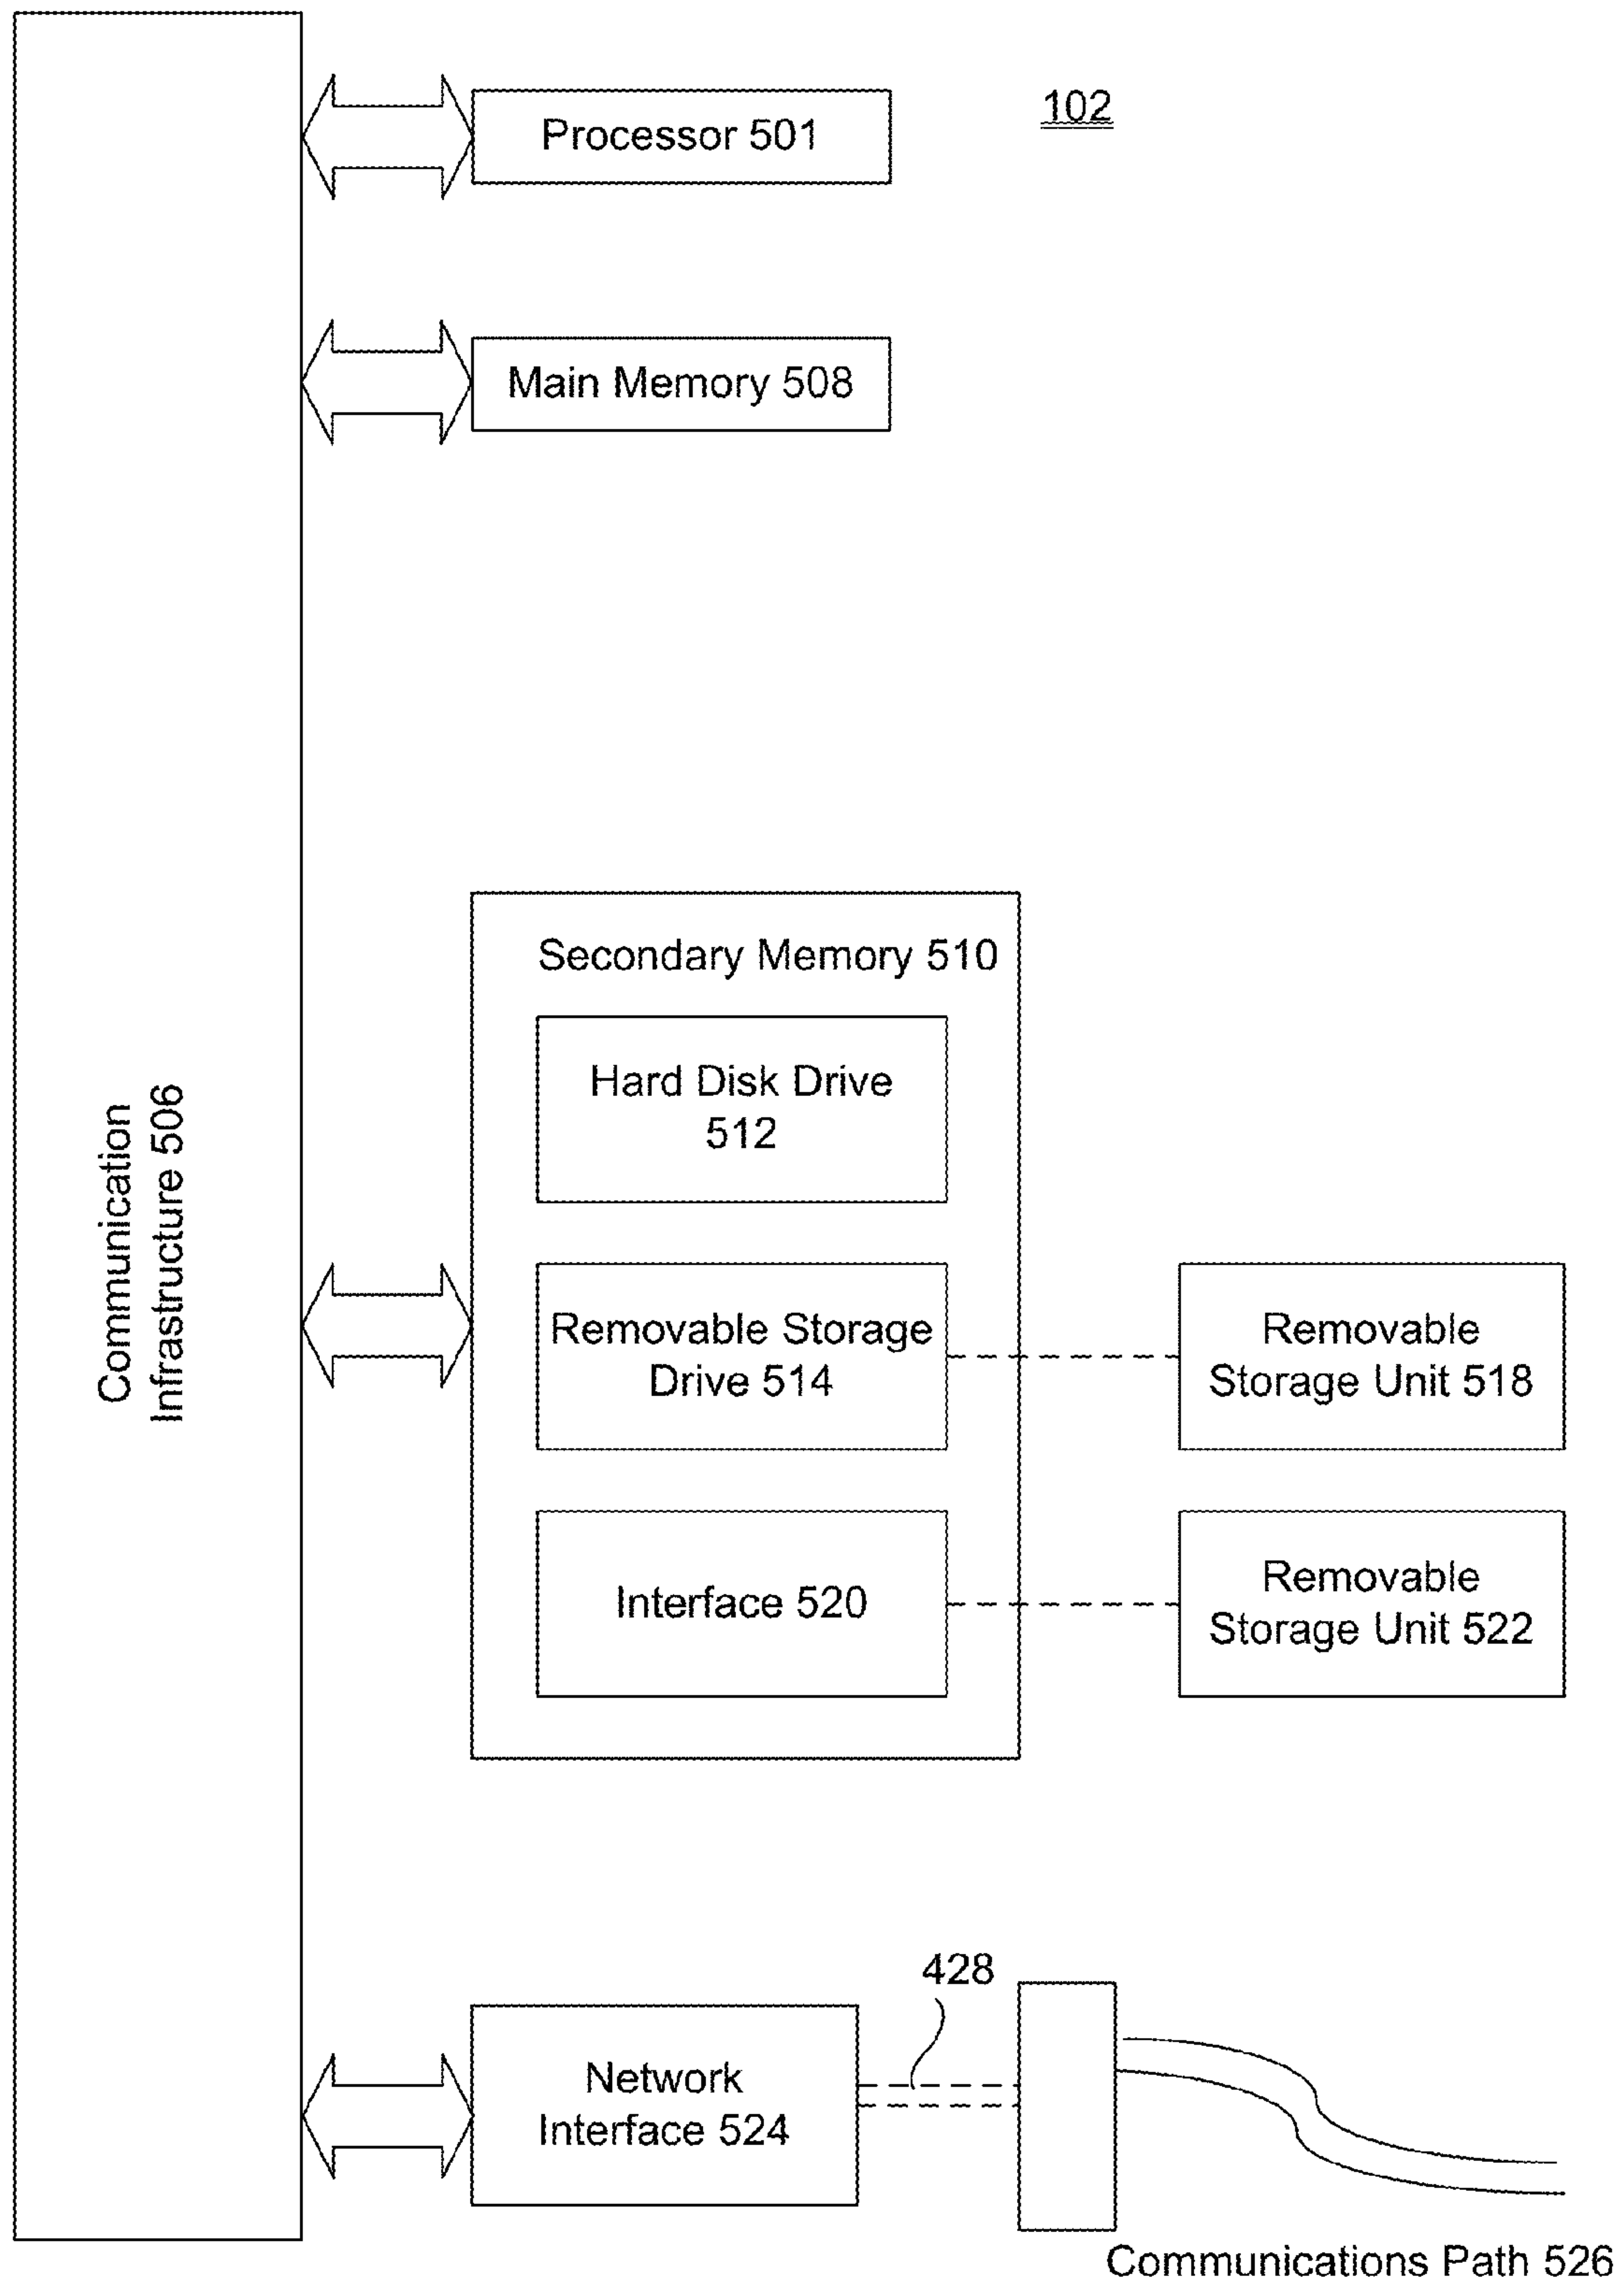 Processor 501
102
Main Memory 508
Communication
Infrastructure 506
Secondary Memory 510
Hard Disk Drive
512
Removable Storage
Drive 514
Removable
Storage Unit 518
Interface 520
Removable
Storage Unit 522
428
Network
Interface 524
Communications Path 526